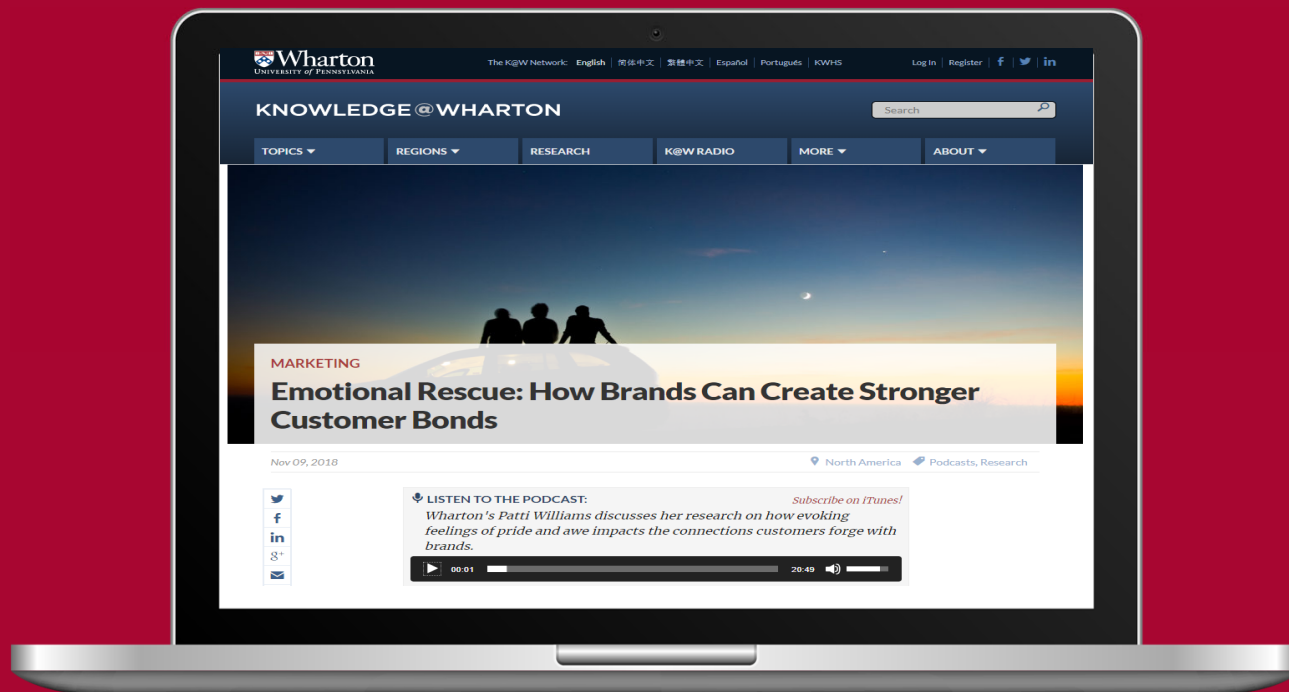 Wharton
UNIVERSITY of PENNSYLVANIA
The K@W Network: English | 简体中文 | 繁體中文 | Español | Português | KWHS
Log In | Register | f | in
KNOWLEDGE@WHARTON
Search
TOPICS REGIONS RESEARCH K@W RADIO MORE ABOUT
MARKETING
Emotional Rescue: How Brands Can Create Stronger
Customer Bonds
Nov 09, 2018
North America Podcasts, Research
f
in
g+
LISTEN TO THE PODCAST: Subscribe on iTunes!
Wharton's Patti Williams discusses her research on how evoking
feelings of pride and awe impacts the connections customers forge with
brands.
00:01 20:49